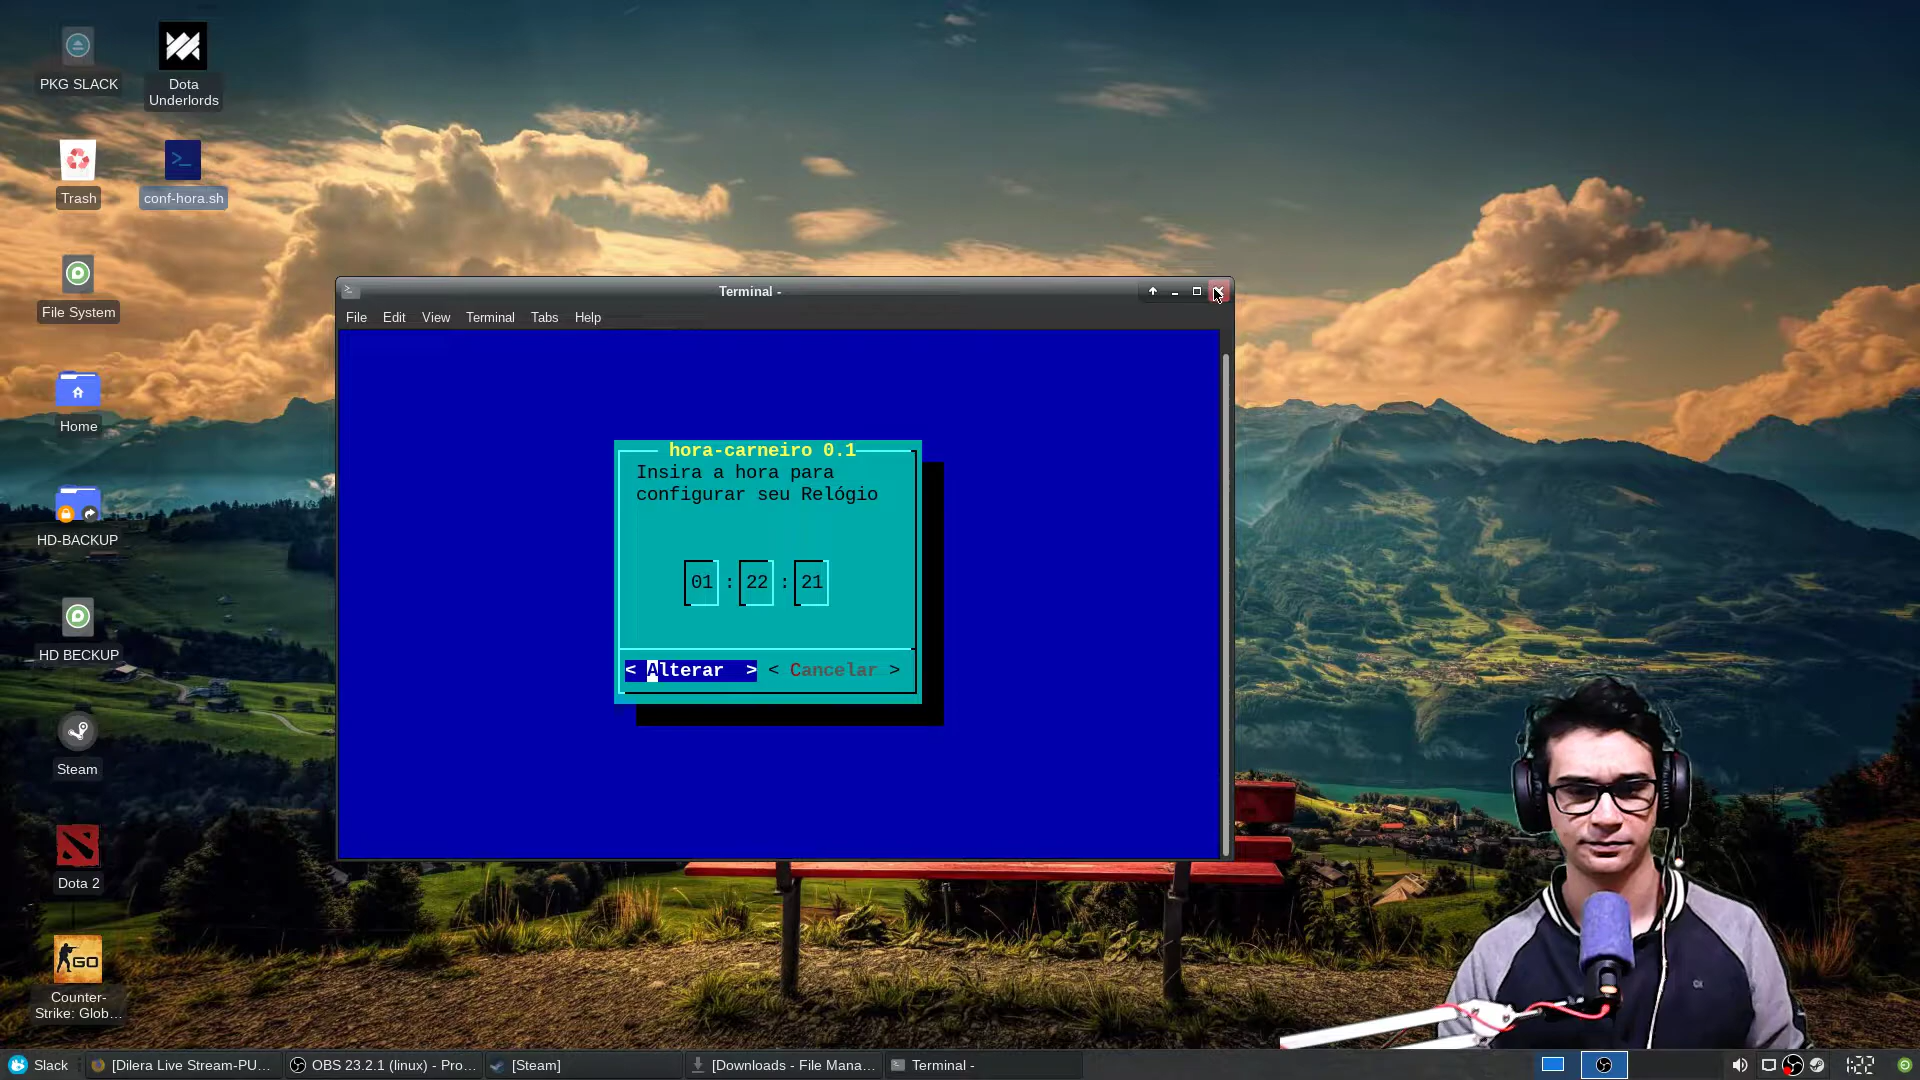 PKG SLACK
Dota
Underlords
Trash
conf-hora.sh
File System
Home
HD-BACKUP
HD BECKUP
Steam
Dota 2
GO
Counter-
Strike: Glob...
Terminal -
File Edit View Terminal Tabs Help
hora-carneiro 0.1
Insira a hora para
configurar seu Relógio
01 : 22 : 21
< Alterar > < Cancelar >
Slack
[Dilera Live Stream-PU...
OBS 23.2.1 (linux) - Pro...
[Steam]
[Downloads - File Mana...
Terminal -
1:22